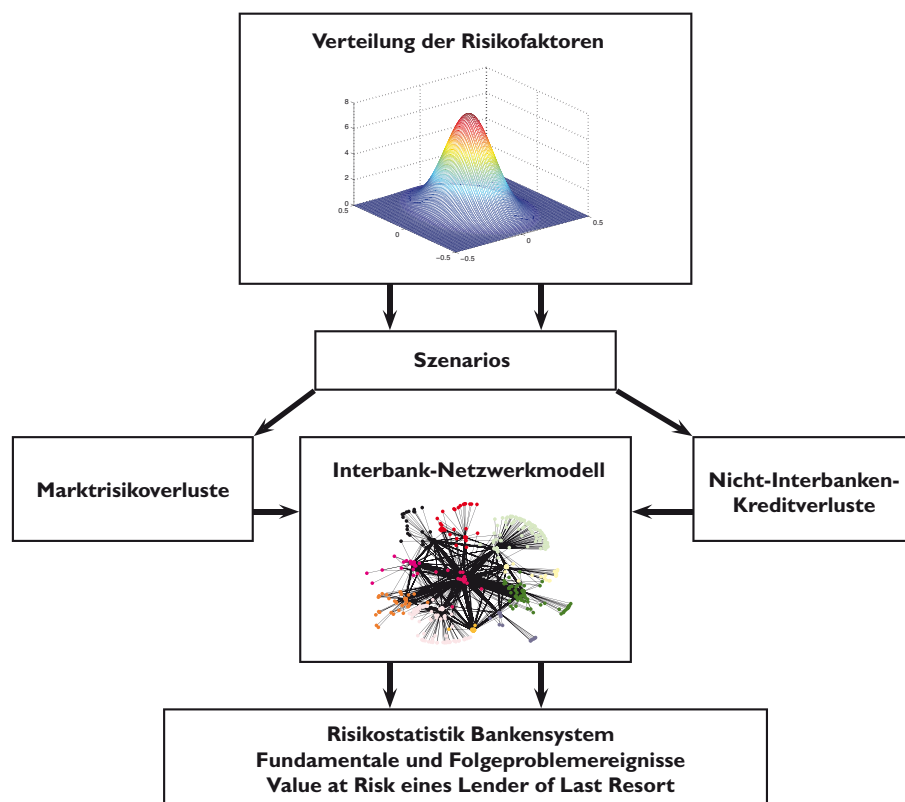 Verteilung der Risikofaktoren
8
6
4
2
0
0.5
0
−0.5
−0.5
0
0.5
Szenarios
Marktrisikoverluste
Interbank-Netzwerkmodell
Nicht-Interbanken-
Kreditverluste
Risikostatistik Bankensystem
Fundamentale und Folgeproblemereignisse
Value at Risk eines Lender of Last Resort